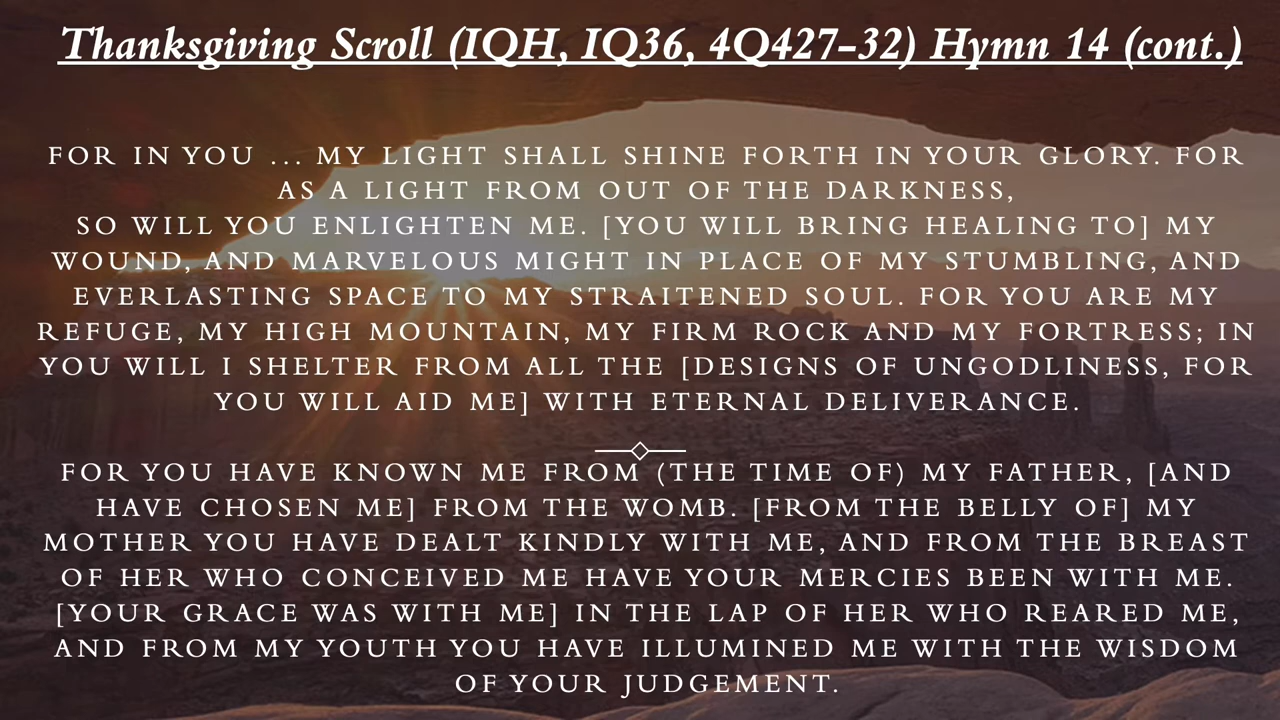 Thanksgiving Scroll (IQH, IQ36, 4Q427-32) Hymn 14 (cont.)
FOR IN YOU ... MY LIGHT SHALL SHINE FORTH IN YOUR GLORY. FOR
AS A LIGHT FROM OUT OF THE DARKNESS,
SO WILL YOU ENLIGHTEN ME. [YOU WILL BRING HEALING TO] MY
WOUND, AND MARVELOUS MIGHT IN PLACE OF MY STUMBLING, AND
EVERLASTING SPACE TO MY STRAITENED SOUL. FOR YOU ARE MY
REFUGE, MY HIGH MOUNTAIN, MY FIRM ROCK AND MY FORTRESS; IN
YOU WILL I SHELTER FROM ALL THE [DESIGNS OF UNGODLINESS, FOR
YOU WILL AID ME] WITH ETERNAL DELIVERANCE.
FOR YOU HAVE KNOWN ME FROM (THE TIME OF) MY FATHER, [AND
HAVE CHOSEN ME] FROM THE WOMB. [FROM THE BELLY OF] MY
MOTHER YOU HAVE DEALT KINDLY WITH ME, AND FROM THE BREAST
OF HER WHO CONCEIVED ME HAVE YOUR MERCIES BEEN WITH ME.
[YOUR GRACE WAS WITH ME] IN THE LAP OF HER WHO REARED ME,
AND FROM MY YOUTH YOU HAVE ILLUMINED ME WITH THE WISDOM
OF YOUR JUDGEMENT.